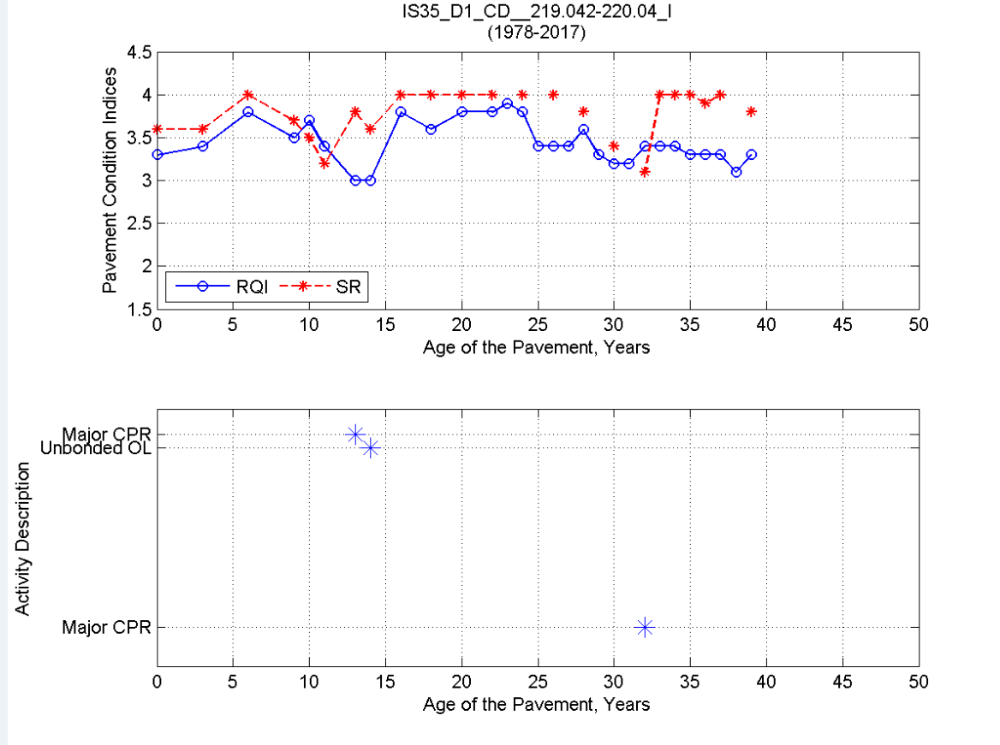 IS35_D1_CD__219.042-220.04_I
(1978-2017)
Pavement Condition Indices
4.5
4
3.5
3
2.5
2
1.5
RQI SR
0 5 10 15 20 25 30 35 40 45 50
Age of the Pavement, Years
Activity Description
Major CPR
Unbonded OL
Major CPR
0 5 10 15 20 25 30 35 40 45 50
Age of the Pavement, Years